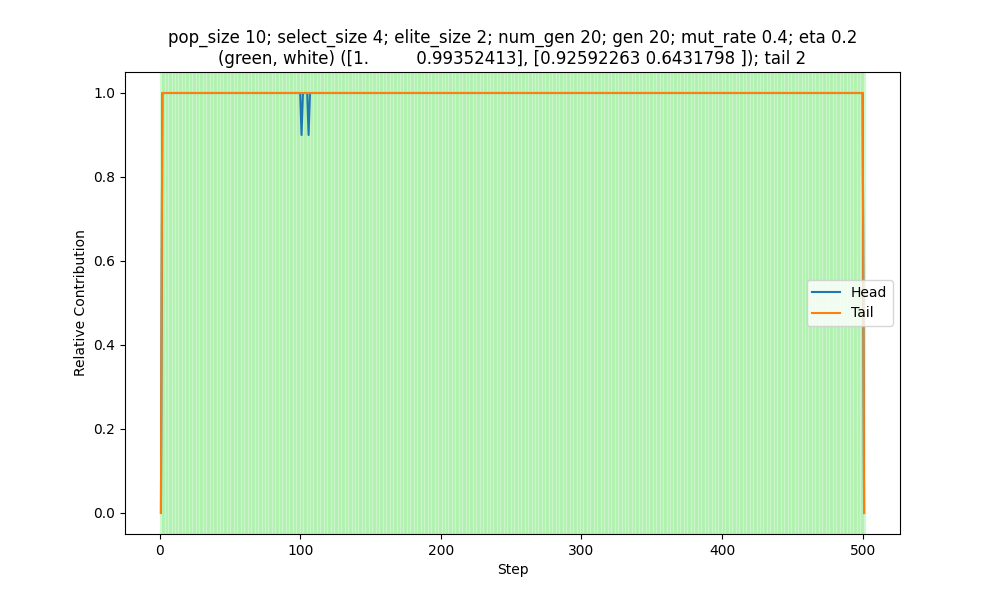 pop_size 10; select_size 4; elite_size 2; num_gen 20; gen 20; mut_rate 0.4; eta 0.2
(green, white) ([1.         0.99352413], [0.92592263 0.6431798 ]); tail 2
1.0
0.8
0.6
0.4
0.2
0.0
Relative Contribution
Head
Tail
0
100
200
300
400
500
Step